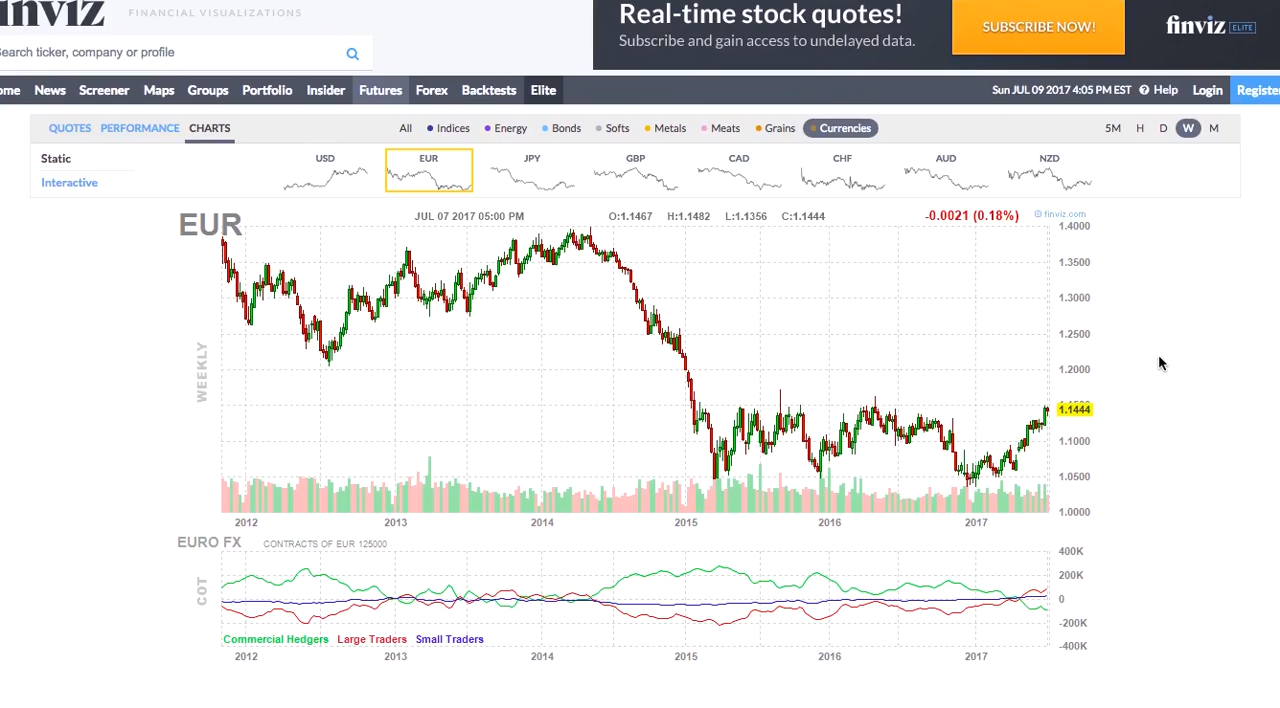 finviz
FINANCIAL VISUALIZATIONS
Real-time stock quotes!
Subscribe and gain access to undelayed data.
SUBSCRIBE NOW!
finviz ELITE
Search ticker, company or profile
ome News Screener Maps Groups Portfolio Insider Futures Forex Backtests Elite
Sun JUL 09 2017 4:05 PM EST Help Login Registe
QUOTES PERFORMANCE CHARTS
All Indices Energy Bonds Softs Metals Meats Grains Currencies
5M H D W M
Static
Interactive
USD EUR JPY GBP CAD CHF AUD NZD
EUR
JUL 07 2017 05:00 PM O:1.1467 H:1.1482 L:1.1356 C:1.1444 -0.0021 (0.18%) © finviz.com
1.4000
1.3500
1.3000
1.2500
1.2000
1.1444
1.1000
1.0500
1.0000
WEEKLY
2012 2013 2014 2015 2016 2017
EURO FX CONTRACTS OF EUR 125000
400K
200K
0
-200K
-400K
COT
Commercial Hedgers Large Traders Small Traders
2012 2013 2014 2015 2016 2017